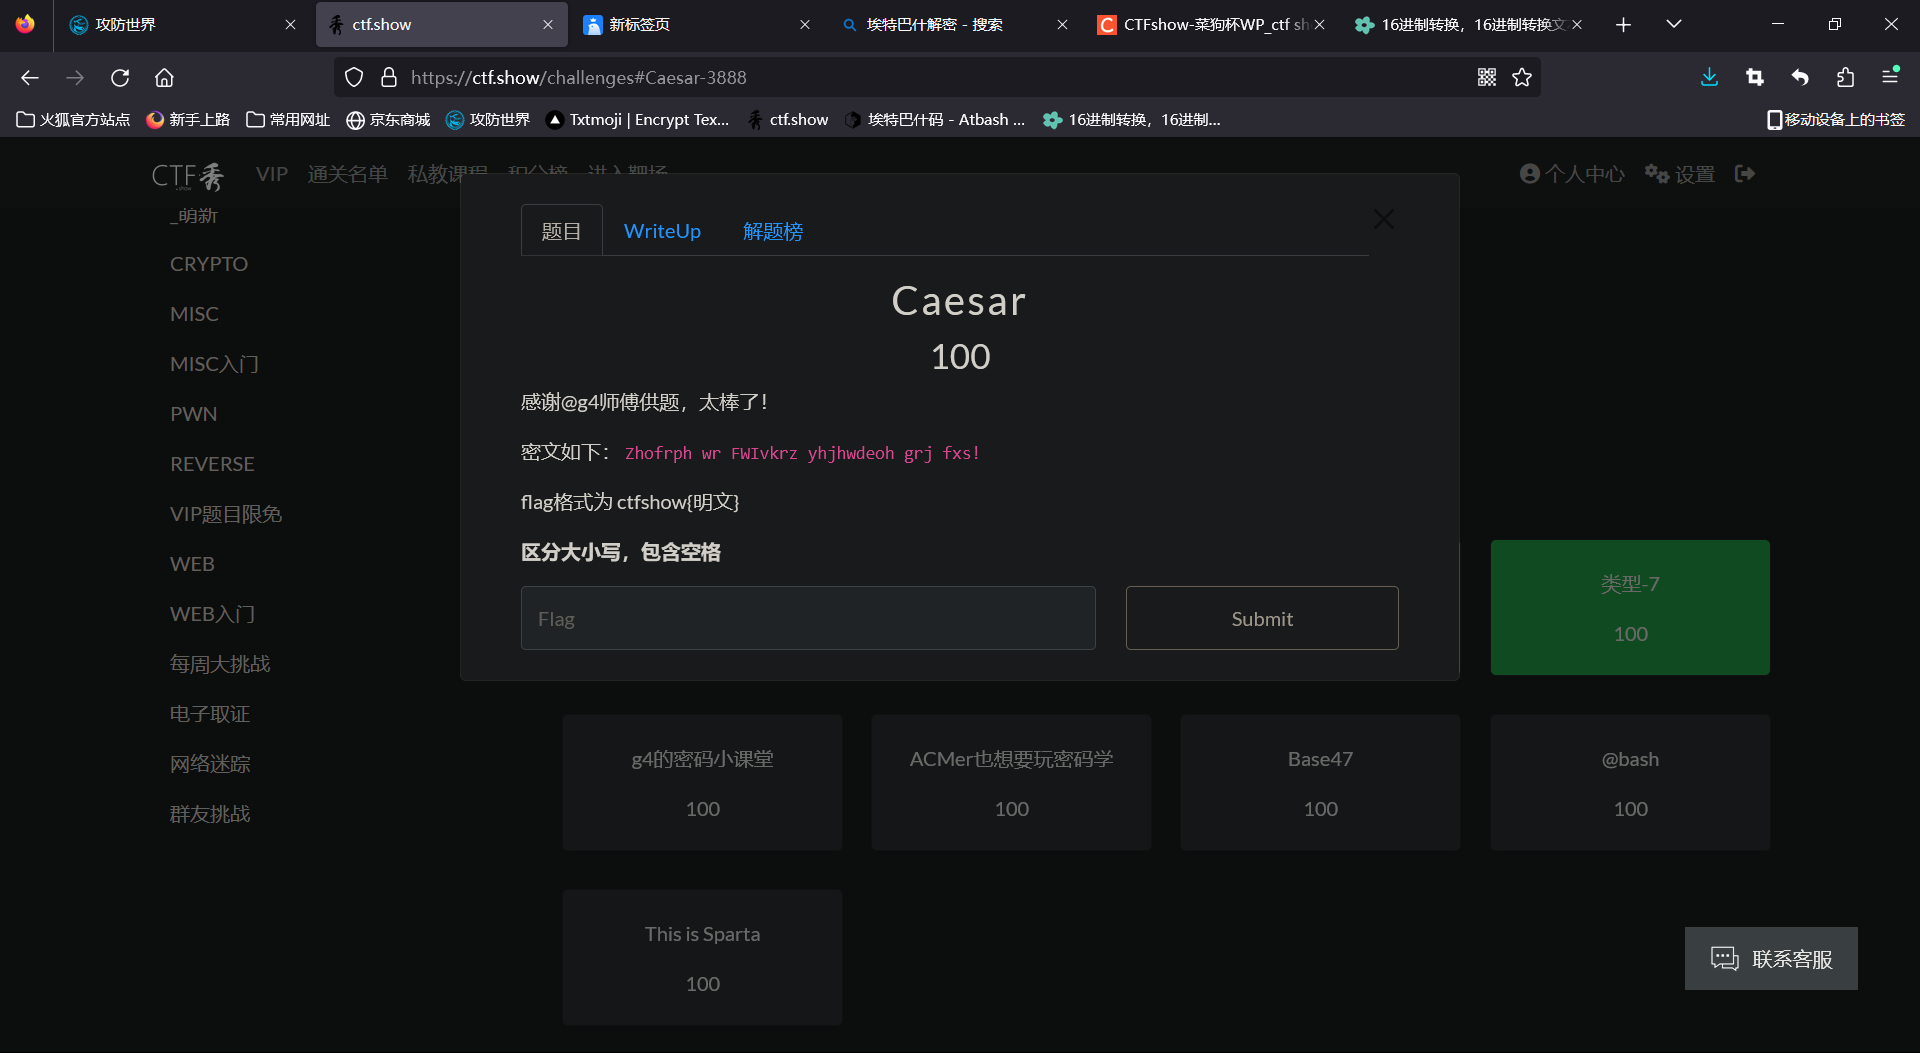 攻防世界
ctf.show
新标签页
埃特巴什解密 - 搜索
CTFshow-菜狗杯WP_ctf sh
16进制转换，16进制转换文
https://ctf.show/challenges#Caesar-3888
火狐官方站点
新手上路
常用网址
京东商城
攻防世界
Txtmoji | Encrypt Tex...
ctf.show
埃特巴什码 - Atbash ...
16进制转换，16进制...
移动设备上的书签
CTF秀
VIP
通关名单
私教课程
积分榜
进入靶场
个人中心
设置
_萌新
CRYPTO
MISC
MISC入门
PWN
REVERSE
VIP题目限免
WEB
WEB入门
每周大挑战
电子取证
网络迷踪
群友挑战
题目
WriteUp
解题榜
Caesar
100
感谢@g4师傅供题，太棒了！
密文如下： Zhofrph wr FWIvkrz yhjhwdeoh grj fxs!
flag格式为 ctfshow{明文}
区分大小写，包含空格
Flag
Submit
类型-7
100
g4的密码小课堂
100
ACMer也想要玩密码学
100
Base47
100
@bash
100
This is Sparta
100
联系客服